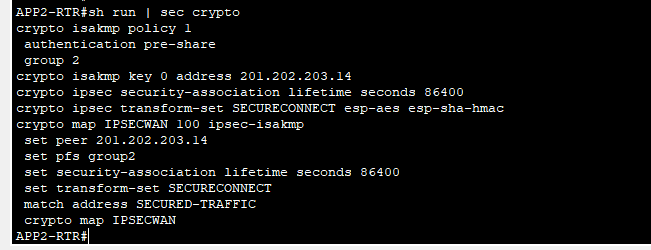 APP2-RTR#sh run | sec crypto
crypto isakmp policy 1
 authentication pre-share
 group 2
crypto isakmp key 0 address 201.202.203.14
crypto ipsec security-association lifetime seconds 86400
crypto ipsec transform-set SECURECONNECT esp-aes esp-sha-hmac
crypto map IPSECWAN 100 ipsec-isakmp
 set peer 201.202.203.14
 set pfs group2
 set security-association lifetime seconds 86400
 set transform-set SECURECONNECT
 match address SECURED-TRAFFIC
 crypto map IPSECWAN
APP2-RTR#